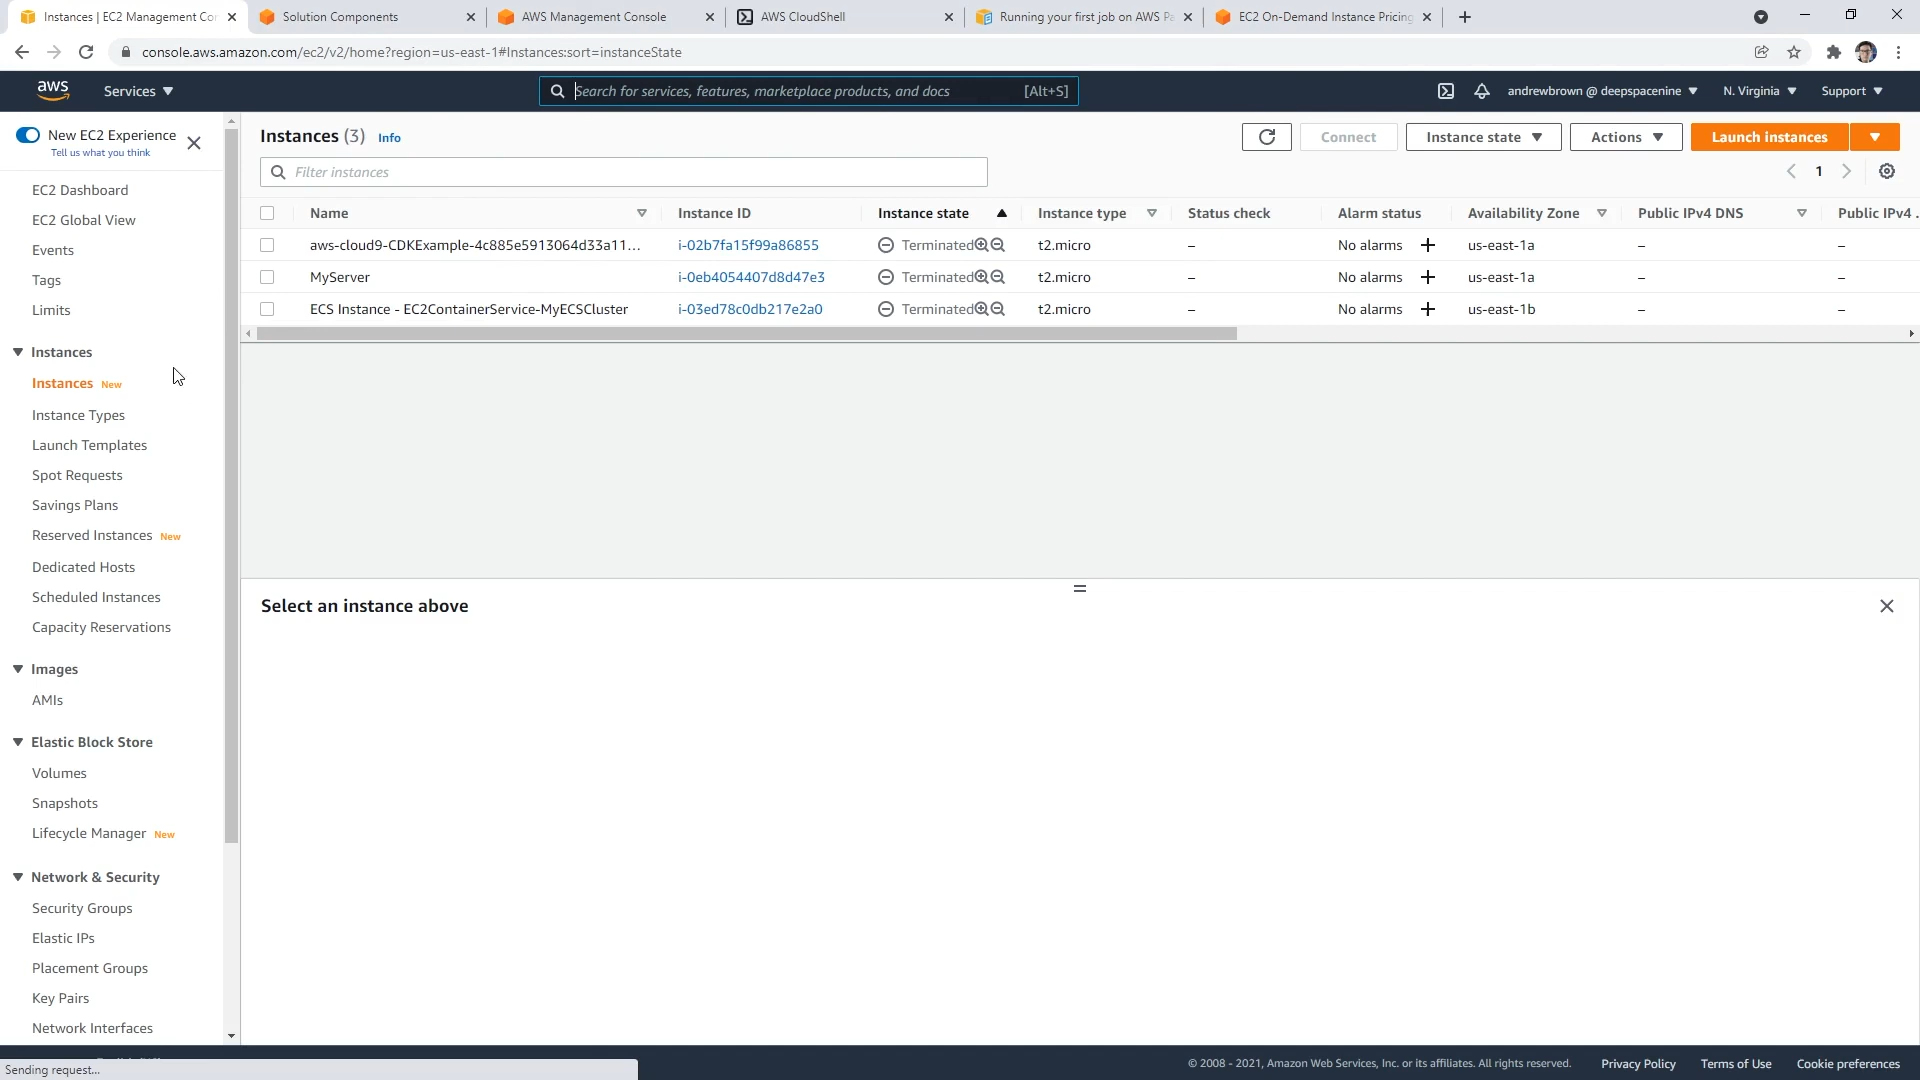 Instances | EC2 Management Con
Solution Components
AWS Management Console
AWS CloudShell
Running your first job on AWS Pa
EC2 On-Demand Instance Pricing
console.aws.amazon.com/ec2/v2/home?region=us-east-1#Instances:sort=instanceState
aws
Services
Search for services, features, marketplace products, and docs [Alt+S]
andrewbrown @ deepspacenine
N. Virginia
Support
New EC2 Experience
Tell us what you think
EC2 Dashboard
EC2 Global View
Events
Tags
Limits
Instances
Instances New
Instance Types
Launch Templates
Spot Requests
Savings Plans
Reserved Instances New
Dedicated Hosts
Scheduled Instances
Capacity Reservations
Images
AMIs
Elastic Block Store
Volumes
Snapshots
Lifecycle Manager New
Network & Security
Security Groups
Elastic IPs
Placement Groups
Key Pairs
Network Interfaces
Instances (3) Info
Connect
Instance state
Actions
Launch instances
Filter instances
1
Name Instance ID Instance state Instance type Status check Alarm status Availability Zone Public IPv4 DNS Public IPv4 .
aws-cloud9-CDKExample-4c885e5913064d33a11... i-02b7fa15f99a86855 Terminated t2.micro – No alarms + us-east-1a – –
MyServer i-0eb4054407d8d47e3 Terminated t2.micro – No alarms + us-east-1a – –
ECS Instance - EC2ContainerService-MyECSCluster i-03ed78c0db217e2a0 Terminated t2.micro – No alarms + us-east-1b – –
Select an instance above
Sending request...
© 2008 - 2021, Amazon Web Services, Inc. or its affiliates. All rights reserved.
Privacy Policy
Terms of Use
Cookie preferences